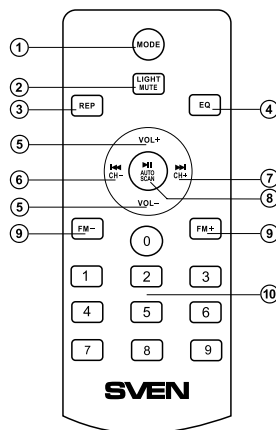 1
MODE
2
LIGHT
MUTE
3
REP
EQ
4
5
VOL+
6
CH-
AUTO
SCAN
CH+
7
8
5
VOL-
9
FM-
0
FM+
9
1
2
3
10
4
5
6
7
8
9
SVEN